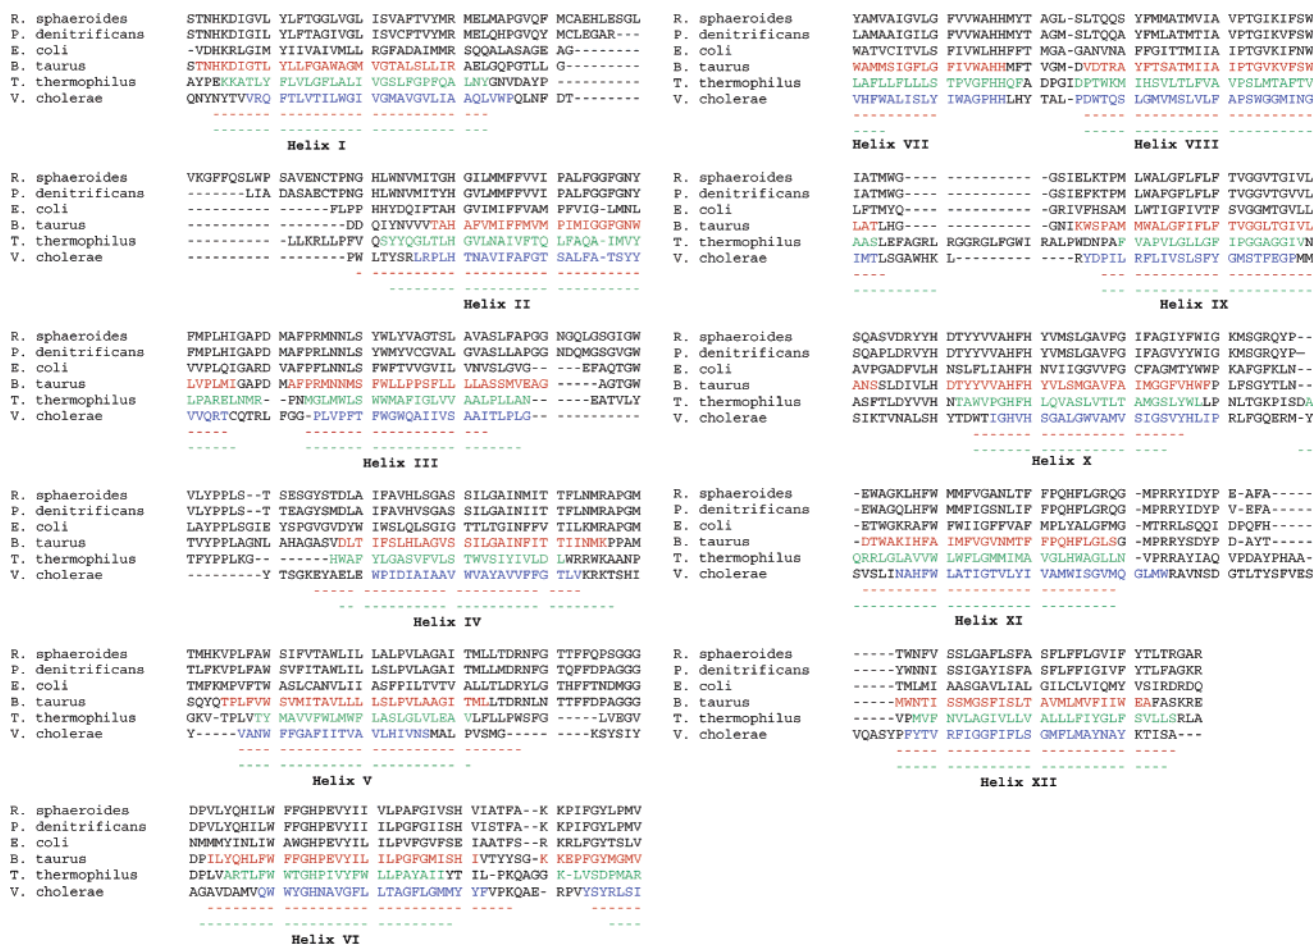 R. sphaeroides STNHKDIGVL YLFTGGLVGL ISVAFTVYMR MELMAPGVQF MCAEHLESGL
P. denitrificans STNHKDIGIL YLFTAGIVGL ISVCFTVYMR MELQHPGVQY MCLEGAR---
E. coli -VDHKRLGIM YIIVAIVMLL RGFADAIMMR SQQALASAGE AG--------
B. taurus STNHKDIGTL YLLFGAWAGM VGTALSLLIR AELGQPGTLL G---------
T. thermophilus AYPEKKATLY FLVLGFLALI VGSLFGPFQA LNYGNVDAYP ----------
V. cholerae QNYNYTVVRQ FTLVTILWGI VGMAVGVLIA AQLVWPQLNF DT--------
Helix I
R. sphaeroides VKGFFQSLWP SAVENCTPNG HLWNVMITGH GILMMFFVVI PALFGGFGNY
P. denitrificans -------LIA DASAECTPNG HLWNVMITYH GVLMMFFVVI PALFGGFGNY
E. coli ---------- ------FLPP HHYDQIFTAH GVIMIFFVAM PFVIG-LMNL
B. taurus ---------- --------DD QIYNVVVTAH AFVMIFFMVM PIMIGGFGNW
T. thermophilus ---------- -LLKRLLPFV QSYYQGLTLH GVLNAIVFTQ LFAQA-IMVY
V. cholerae ---------- --------PW LTYSRLRPLH TNAVIFAFGT SALFA-TSYY
Helix II
R. sphaeroides FMPLHIGAPD MAFPRMNNLS YWLYVAGTSL AVASLFAPGG NGQLGSGIGW
P. denitrificans FMPLHIGAPD MAFPRLNNLS YWMYVCGVAL GVASLLAPGG NDQMGSGVGW
E. coli VVPLQIGARD VAFPFLNNLS FWFTVVGVIL VNVSLGVG-- --EFAQTGW
B. taurus LVPLMIGAPD MAFPRMNNMS FWLLPPSFLL LLASSMVEAG -----AGTGW
T. thermophilus LPARELNMR- -PNMGLMWLS WWMAFIGLVV AALPLLAN-- ----EATVLY
V. cholerae VVQRTCQTRL FGG-PLVPFT FWGWQAIIVS AAITLPLG-- ----------
Helix III
R. sphaeroides VLYPPLS--T SESGYSTDLA IFAVHLSGAS SILGAINMIT TFLNMRAPGM
P. denitrificans VLYPPLS--T TEAGYSMDLA IFAVHVSGAS SILGAINIIT TFLNMRAPGM
E. coli LAYPPLSGIE YSPGVGVDYW IWSLQLSGIG TTLTGINFFV TILKMRAPGM
B. taurus TVYPPLAGNL AHAGASVDLT IFSLHLAGVS SILGAINFIT TIINMKPPAM
T. thermophilus TFYPPLKG-- ------HWAF YLGASVFVLS TWVSIYIVLD LWRRWKAANP
V. cholerae --------Y TSGKEYAELE WPIDIAIAAV WVAYAVVFFG TLVKRKTSHI
Helix IV
R. sphaeroides TMHKVPLFAW SIFVTAWLIL LALPVLAGAI TMLLTDRNFG TTFFQPSGGG
P. denitrificans TLFKVPLFAW SVFITAWLIL LSLPVLAGAI TMLLMDRNFG TQFFDPAGGG
E. coli TMFKMPVFTW ASLCANVLII ASFPILTVTV ALLTLDRYLG THFFTNDMGG
B. taurus SQYQTPLFVW SVMITAVLLL LSLPVLAAGI TMLLTDRNLN TTFFDPAGGG
T. thermophilus GKV-TPLVTY MAVVFWLMWF LASLGLVLEA VLFLLPWSFG -----LVEGV
V. cholerae Y-----VANW FFGAFIITVA VLHIVNSMAL PVSMG----- ----KSYSIY
Helix V
R. sphaeroides DPVLYQHILW FFGHPEVYII VLPAFGIVSH VIATFA--K KPIFGYLPMV
P. denitrificans DPVLYQHILW FFGHPEVYII ILPGFGIISH VISTFA--K KPIFGYLPMV
E. coli NMMMYINLIW AWGHPEVYIL ILPVFGVFSE IAATFS--R KRLFGYTSLV
B. taurus DPILYQHLFW FFGHPEVYIL ILPGFGMISH IVTYYSG-K KEPFGYMGMV
T. thermophilus DPLVARTLFW WTGHPIVYFW LLPAYAIIYT IL-PKQAGG K-LVSDPMAR
V. cholerae AGAVDAMVQW WYGHNAVGFL LTAGFLGMMY YFVPKQAE- RPVYSYRLSI
Helix VI
R. sphaeroides YAMVAIGVLG FVVWAHHMYT AGL-SLTQQS YFMMATMVIA VPTGIKIFSW
P. denitrificans LAMAAIGILG FVVWAHHMYT AGM-SLTQQA YFMLATMTIA VPTGIKVFSW
E. coli WATVCITVLS FIVWLHHFFT MGA-GANVNA FFGITTMIIA IPTGVKIFNW
B. taurus WAMMSIGFLG FIVWAHHMFT VGM-DVDTRA YFTSATMIIA IPTGVKVFSW
T. thermophilus LAFLLFLLLS TPVGFHHQFA DPGIDPTWKM IHSVLTLFVA VPSLMTAFTV
V. cholerae VHFWALISLY IWAGPHHLHY TAL-PDWTQS LGMVMSLVLF APSWGGMING
Helix VII Helix VIII
R. sphaeroides IATMWG---- ---------- ---GSIELKTPM LWALGFLFLF TVGGVTGIVL
P. denitrificans IATMWG---- ---------- ---GSIEFKTPM LWAFGFLFLF TVGGVTGVVL
E. coli LFTMYQ---- ---------- ---GRIVFHSAM LWTIGFIVTF SVGGMTGVLL
B. taurus LATLHG---- ---------- ---GNIKWSPAM MWALGFIFLF TVGGLTGIVL
T. thermophilus AASLEFAGRL RGGRGLFGWI RALPWDNPAF VAPVLGLLGF IPGGAGGIVN
V. cholerae IMTLSGAWHK L--------- ----RYDPIL RFLIVSLSFY GMSTFEGPMM
Helix IX
R. sphaeroides SQASVDRYYH DTYYVVAHFH YVMSLGAVFG IFAGIYFWIG KMSGRQYP--
P. denitrificans SQAPLDRVYH DTYYVVAHFH YVMSLGAVFG IFAGVYYWIG KMSGRQYP--
E. coli AVPGADFVLH NSLFLIAHFH NVIIGGVVFG CFAGMTYWWP KAFGFKLN--
B. taurus ANSSLDIVLH DTYYVVAHFH YVLSMGAVFA IMGGFVHWFP LFSGYTLN--
T. thermophilus ASFTLDYVVH NTAWVPGHFH LQVASLVTLT AMGSLYWLLP NLTGKPISDA
V. cholerae SIKTVNALSH YTDWTIGHVH SGALGWVAMV SIGSVYHLIP RLFGQERM-Y
Helix X
R. sphaeroides -EWAGKLHFW MMFVGANLTF FPQHFLGRQG -MPRRYIDYP E-AFA-----
P. denitrificans -EWAGQLHFW MMFIGSNLIF FPQHFLGRQG -MPRRYIDYP V-EFA-----
E. coli ETWGKRAFW FWIIGFFVAF MPLYALGFMG -MTRRLSQQI DPQFH-----
B. taurus -DTWAKIHFA IMFVGVNMTF FPQHFLGLSG -MPRRYSDYP D-AYT-----
T. thermophilus QRRLGLAVVW LWFLGMMIMA VGLHWAGLLN -VPRRAYIAQ VPDAYPHAA-
V. cholerae SVSLINAHFW LATIGTVLYI VAMWISGVMQ GLMWRAVNSD GTLTYSFVES
Helix XI
R. sphaeroides -----TWNFV SSLGAFLSFA SFLFFLGVIF YTLTRGAR
P. denitrificans -----YWNNI SSIGAYISFA SFLFFIGIVF YTLFAGKR
E. coli -----TMLMI AASGAVLIAL GILCLVIQMY VSIRDRDQ
B. taurus -----MWNTI SSMGSFISLT AVMLMVFIIW EAFASKRE
T. thermophilus -----VPMVF NVLAGIVLLV ALLLFIYGLF SVLLSRLA
V. cholerae VQASYPFYTV RFIGGFIFLS GMFLMAYNAY KTISA---
Helix XII